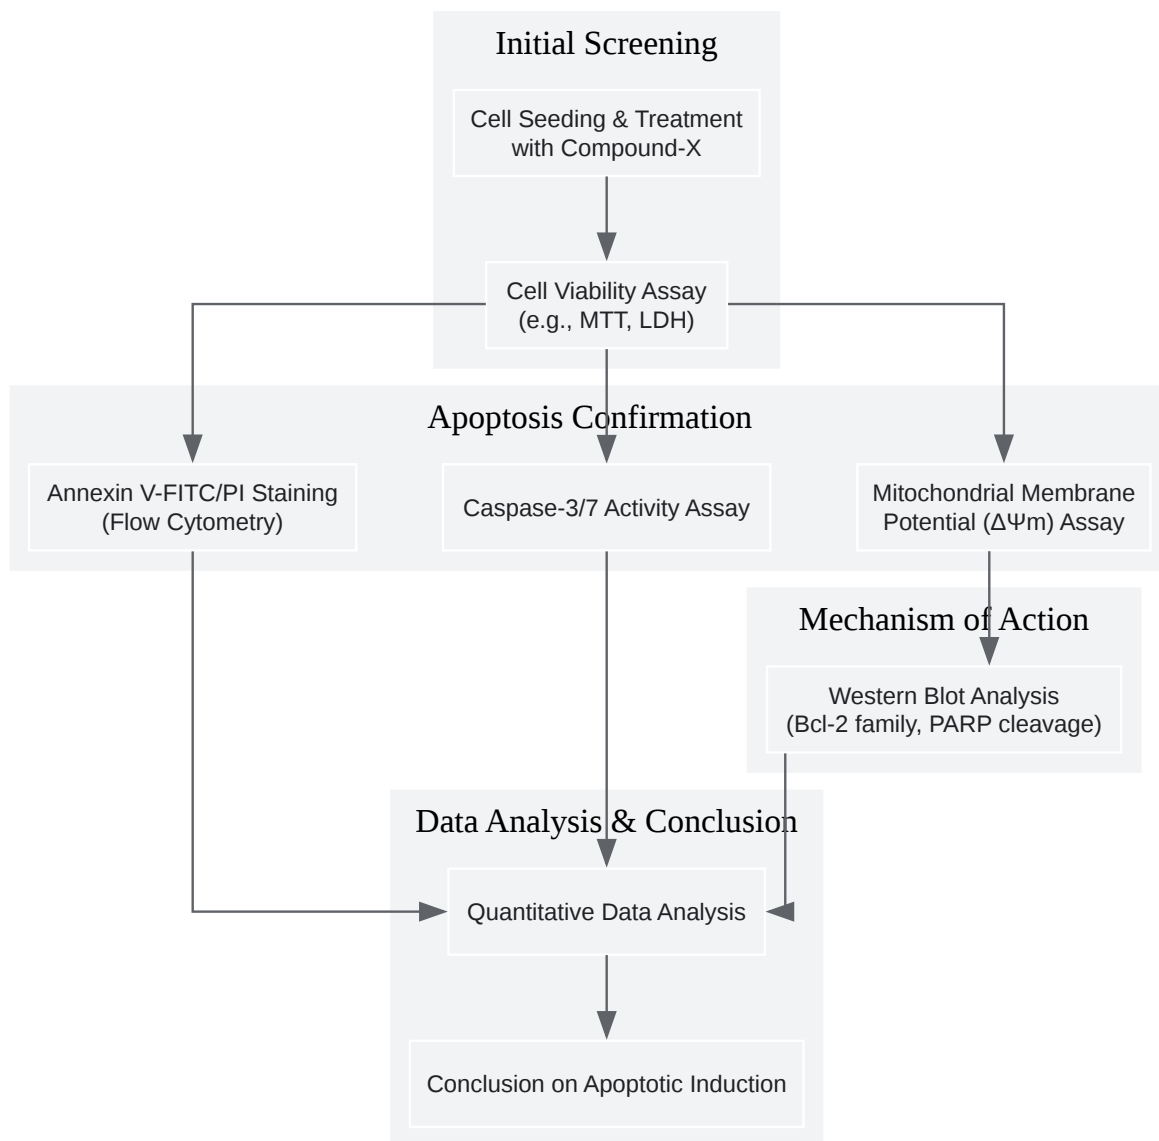 Initial Screening
Cell Seeding & Treatment
with Compound-X
Cell Viability Assay
(e.g., MTT, LDH)
Apoptosis Confirmation
Annexin V-FITC/PI Staining
(Flow Cytometry)
Caspase-3/7 Activity Assay
Mitochondrial Membrane
Potential (ΔΨm) Assay
Mechanism of Action
Western Blot Analysis
(Bcl-2 family, PARP cleavage)
Data Analysis & Conclusion
Quantitative Data Analysis
Conclusion on Apoptotic Induction